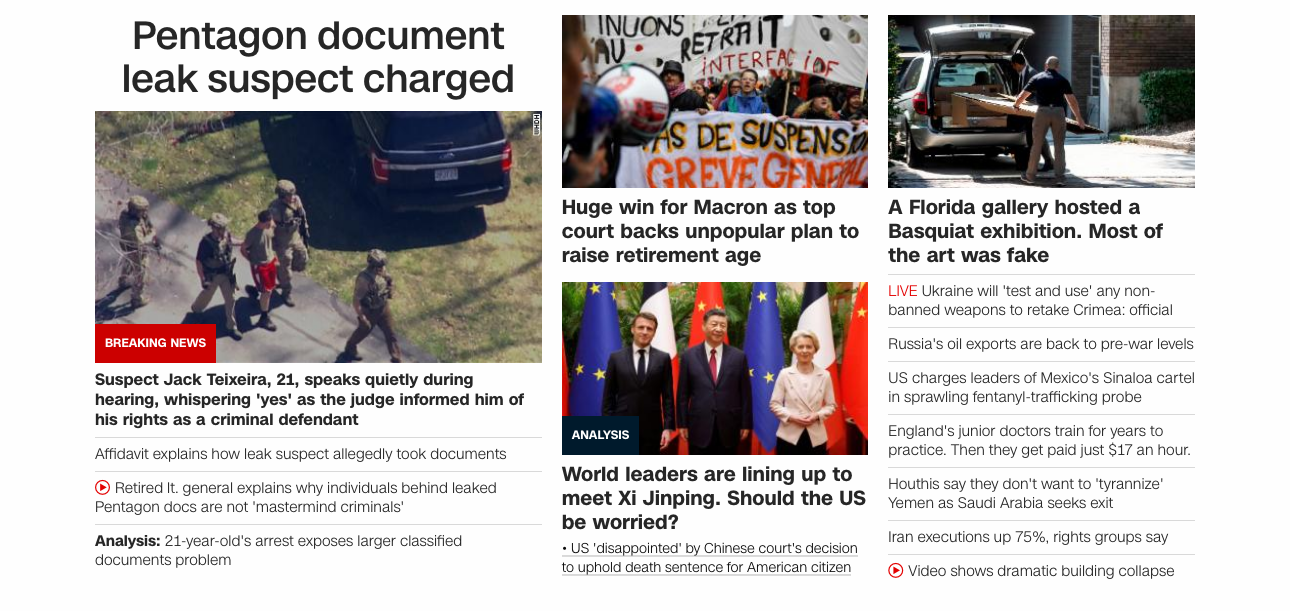 Pentagon document
leak suspect charged
WHDH
BREAKING NEWS
Suspect Jack Teixeira, 21, speaks quietly during
hearing, whispering 'yes' as the judge informed him of
his rights as a criminal defendant
Affidavit explains how leak suspect allegedly took documents
Retired lt. general explains why individuals behind leaked
Pentagon docs are not 'mastermind criminals'
Analysis: 21-year-old's arrest exposes larger classified
documents problem
RETRAIT
INTERFAC IDF
PAS DE SUSPENSION
GREVE GENERAL
Huge win for Macron as top
court backs unpopular plan to
raise retirement age
ANALYSIS
World leaders are lining up to
meet Xi Jinping. Should the US
be worried?
• US 'disappointed' by Chinese court's decision
to uphold death sentence for American citizen
A Florida gallery hosted a
Basquiat exhibition. Most of
the art was fake
LIVE Ukraine will 'test and use' any non-
banned weapons to retake Crimea: official
Russia's oil exports are back to pre-war levels
US charges leaders of Mexico's Sinaloa cartel
in sprawling fentanyl-trafficking probe
England's junior doctors train for years to
practice. Then they get paid just $17 an hour.
Houthis say they don't want to 'tyrannize'
Yemen as Saudi Arabia seeks exit
Iran executions up 75%, rights groups say
Video shows dramatic building collapse